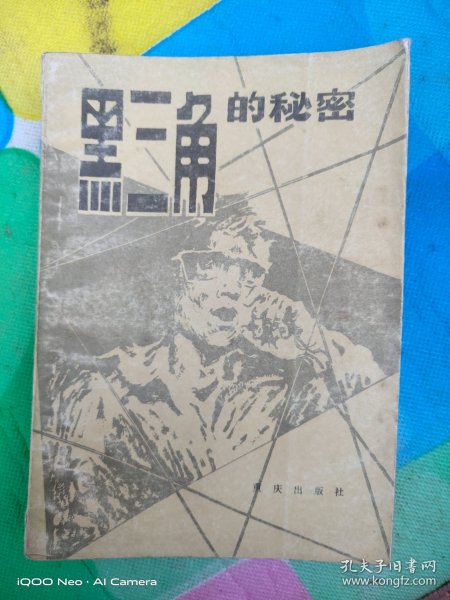 黑三角的秘密
重庆出版社
iQOO Neo · AI Camera
孔夫子旧书网
www.kongfz.com